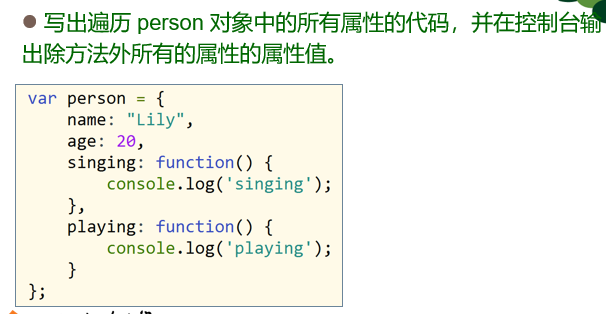 写出遍历 person 对象中的所有属性的代码，并在控制台输
出除方法外所有的属性的属性值。
var person = {
    name: "Lily",
    age: 20,
    singing: function() {
        console.log('singing');
    },
    playing: function() {
        console.log('playing');
    }
};